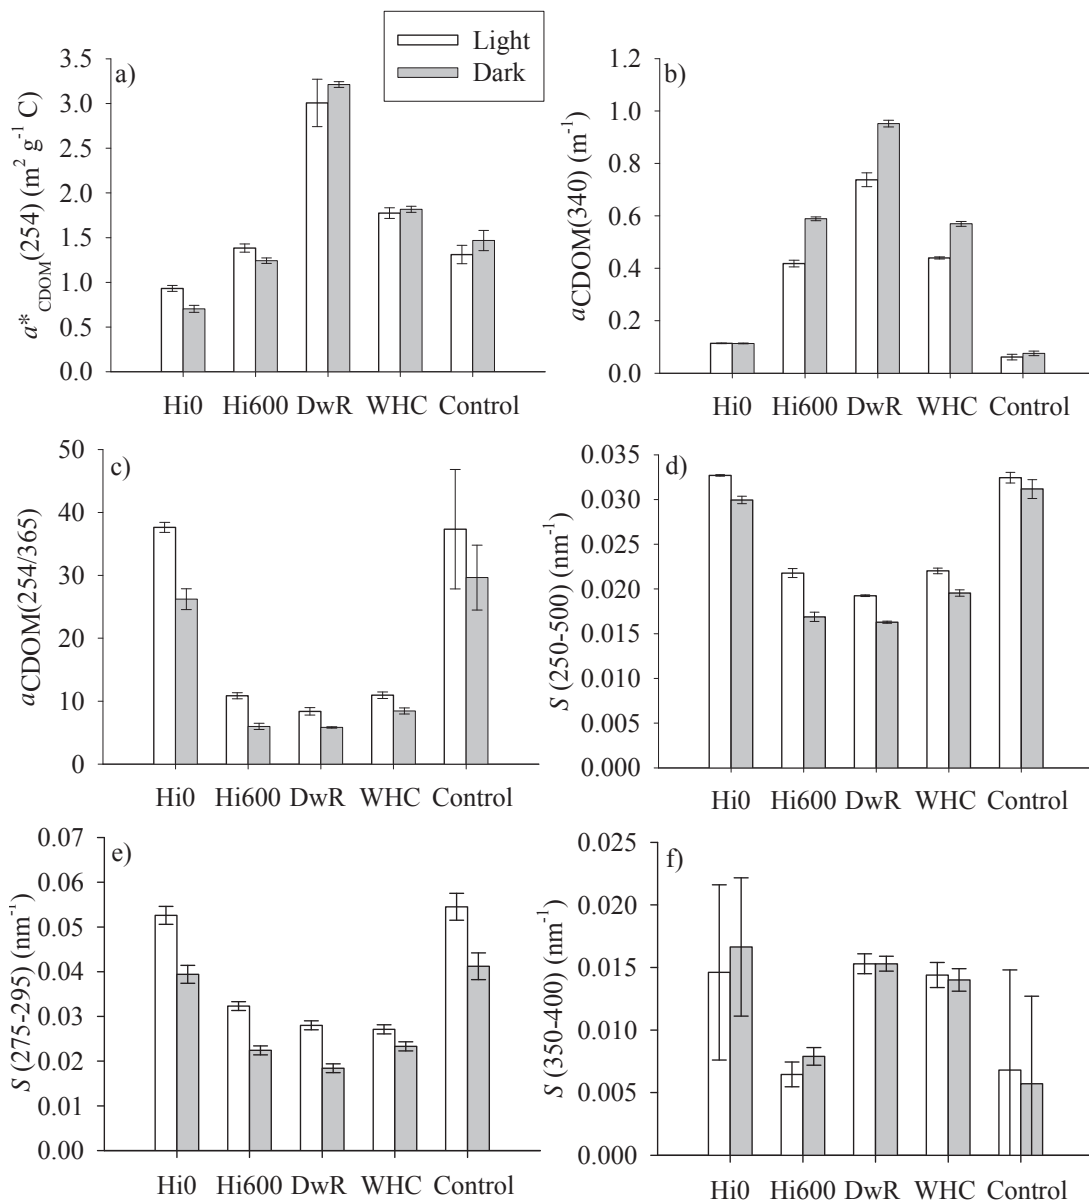 Light
Dark
a)
a*CDOM(254) (m² g⁻¹ C)
3.5
3.0
2.5
2.0
1.5
1.0
0.5
0.0
Hi0 Hi600 DwR WHC Control
b)
aCDOM(340) (m⁻¹)
1.2
1.0
0.8
0.6
0.4
0.2
0.0
Hi0 Hi600 DwR WHC Control
c)
aCDOM(254/365)
50
40
30
20
10
0
Hi0 Hi600 DwR WHC Control
d)
S (250-500) (nm⁻¹)
0.035
0.030
0.025
0.020
0.015
0.010
0.005
0.000
Hi0 Hi600 DwR WHC Control
e)
S (275-295) (nm⁻¹)
0.07
0.06
0.05
0.04
0.03
0.02
0.01
0.00
Hi0 Hi600 DwR WHC Control
f)
S (350-400) (nm⁻¹)
0.025
0.020
0.015
0.010
0.005
0.000
Hi0 Hi600 DwR WHC Control